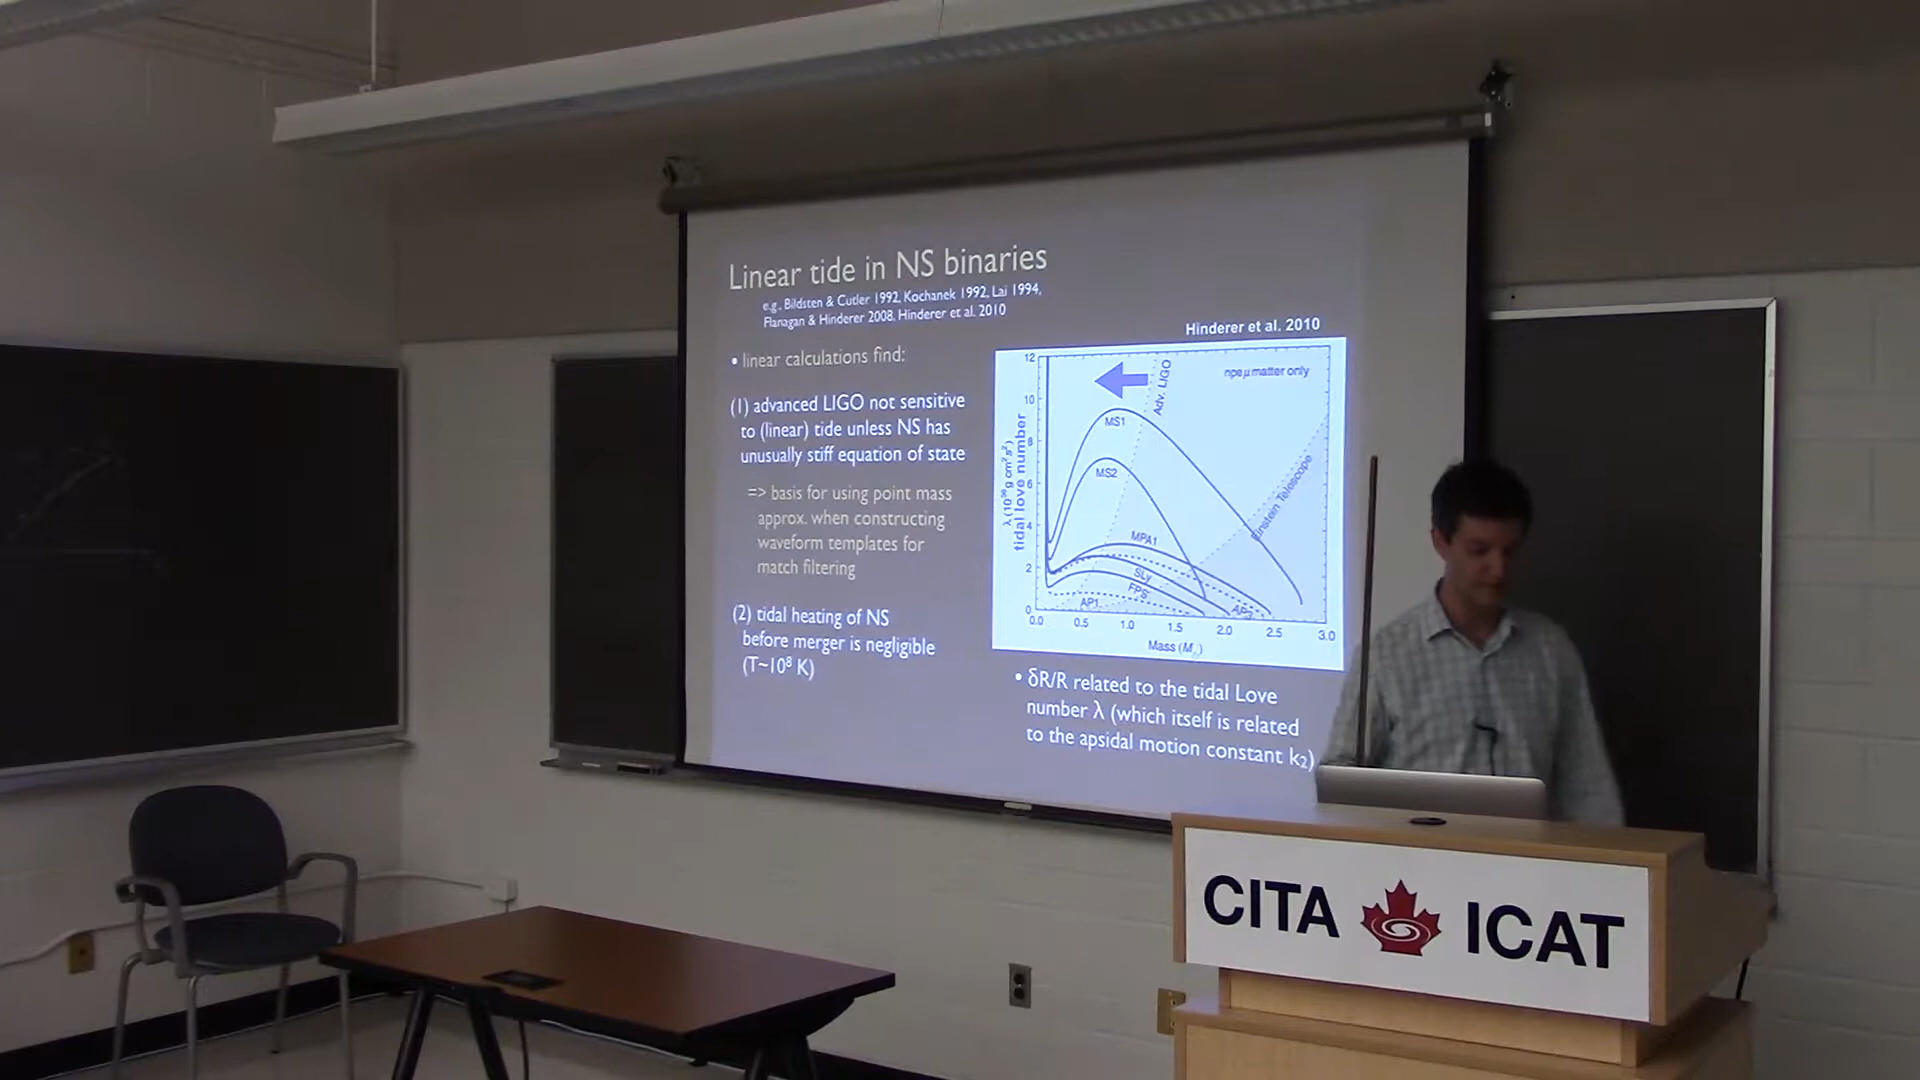 Linear tide in NS binaries
e.g., Bildsten & Cutler 1992, Kochanek 1992, Lai 1994,
Flanagan & Hinderer 2008, Hinderer et al. 2010
• linear calculations find:
(1) advanced LIGO not sensitive
to (linear) tide unless NS has
unusually stiff equation of state
=> basis for using point mass
approx. when constructing
waveform templates for
match filtering
(2) tidal heating of NS
before merger is negligible
(T~10⁸ K)
Hinderer et al. 2010
12
10
8
6
4
2
0
λ (10³⁶ g cm² s²)
tidal love number
Adv. LIGO
npeμ matter only
MS1
MS2
Einstein Telescope
MPA1
SLy
FPS
AP1
0.0 0.5 1.0 1.5 2.0 2.5 3.0
Mass (M☉)
• δR/R related to the tidal Love
number λ (which itself is related
to the apsidal motion constant k₂)
CITA ICAT